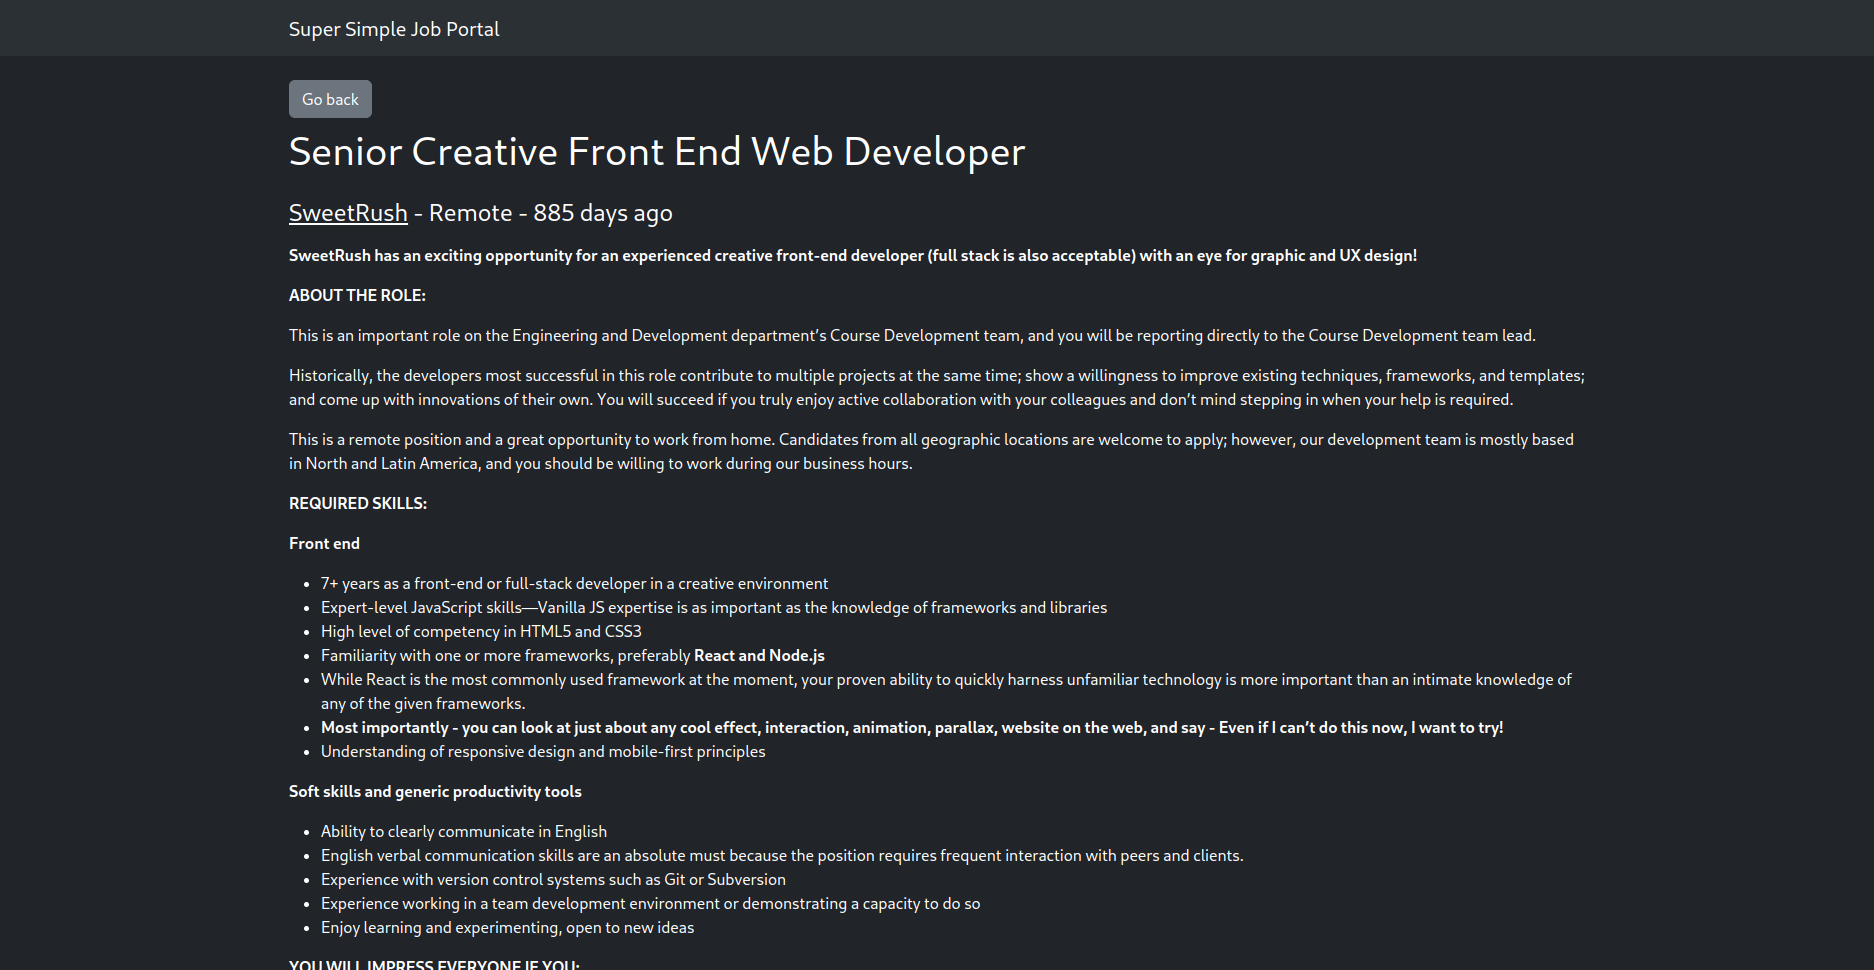 Super Simple Job Portal
Go back
Senior Creative Front End Web Developer
SweetRush - Remote - 885 days ago
SweetRush has an exciting opportunity for an experienced creative front-end developer (full stack is also acceptable) with an eye for graphic and UX design!
ABOUT THE ROLE:
This is an important role on the Engineering and Development department’s Course Development team, and you will be reporting directly to the Course Development team lead.
Historically, the developers most successful in this role contribute to multiple projects at the same time; show a willingness to improve existing techniques, frameworks, and templates;
and come up with innovations of their own. You will succeed if you truly enjoy active collaboration with your colleagues and don’t mind stepping in when your help is required.
This is a remote position and a great opportunity to work from home. Candidates from all geographic locations are welcome to apply; however, our development team is mostly based
in North and Latin America, and you should be willing to work during our business hours.
REQUIRED SKILLS:
Front end
• 7+ years as a front-end or full-stack developer in a creative environment
• Expert-level JavaScript skills—Vanilla JS expertise is as important as the knowledge of frameworks and libraries
• High level of competency in HTML5 and CSS3
• Familiarity with one or more frameworks, preferably React and Node.js
• While React is the most commonly used framework at the moment, your proven ability to quickly harness unfamiliar technology is more important than an intimate knowledge of
any of the given frameworks.
• Most importantly - you can look at just about any cool effect, interaction, animation, parallax, website on the web, and say - Even if I can’t do this now, I want to try!
• Understanding of responsive design and mobile-first principles
Soft skills and generic productivity tools
• Ability to clearly communicate in English
• English verbal communication skills are an absolute must because the position requires frequent interaction with peers and clients.
• Experience with version control systems such as Git or Subversion
• Experience working in a team development environment or demonstrating a capacity to do so
• Enjoy learning and experimenting, open to new ideas
YOU WILL IMPRESS EVERYONE IF YOU: